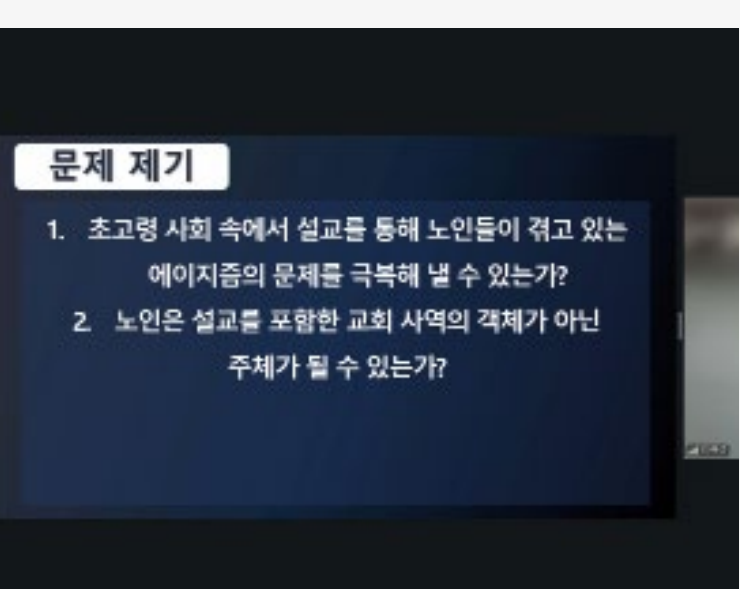 문제 제기
1. 초고령 사회 속에서 설교를 통해 노인들이 겪고 있는
에이지즘의 문제를 극복해 낼 수 있는가?
2. 노인은 설교를 포함한 교회 사역의 객체가 아닌
주체가 될 수 있는가?